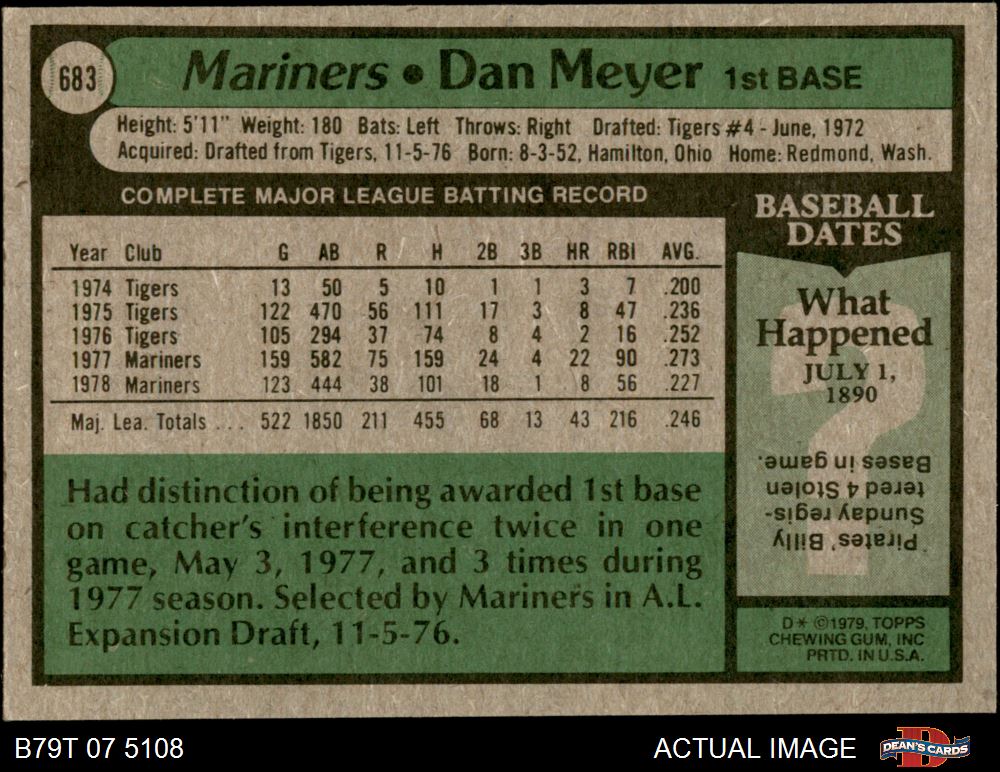 683
Mariners • Dan Meyer 1st BASE
Height: 5'11" Weight: 180 Bats: Left Throws: Right Drafted: Tigers #4 - June, 1972
Acquired: Drafted from Tigers, 11-5-76 Born: 8-3-52, Hamilton, Ohio Home: Redmond, Wash.
COMPLETE MAJOR LEAGUE BATTING RECORD
Year Club G AB R H 2B 3B HR RBI AVG.
1974 Tigers 13 50 5 10 1 1 3 7 .200
1975 Tigers 122 470 56 111 17 3 8 47 .236
1976 Tigers 105 294 37 74 8 4 2 16 .252
1977 Mariners 159 582 75 159 24 4 22 90 .273
1978 Mariners 123 444 38 101 18 1 8 56 .227
Maj. Lea. Totals ... 522 1850 211 455 68 13 43 216 .246
Had distinction of being awarded 1st base
on catcher's interference twice in one
game, May 3, 1977, and 3 times during
1977 season. Selected by Mariners in A.L.
Expansion Draft, 11-5-76.
BASEBALL
DATES
What
Happened
JULY 1,
1890
?
Pirates' Billy
Sunday regis-
tered 4 Stolen
Bases in game.
D* ©1979, TOPPS
CHEWING GUM, INC
PRTD. IN U.S.A.
B79T 07 5108
ACTUAL IMAGE
D
DEAN'S CARDS